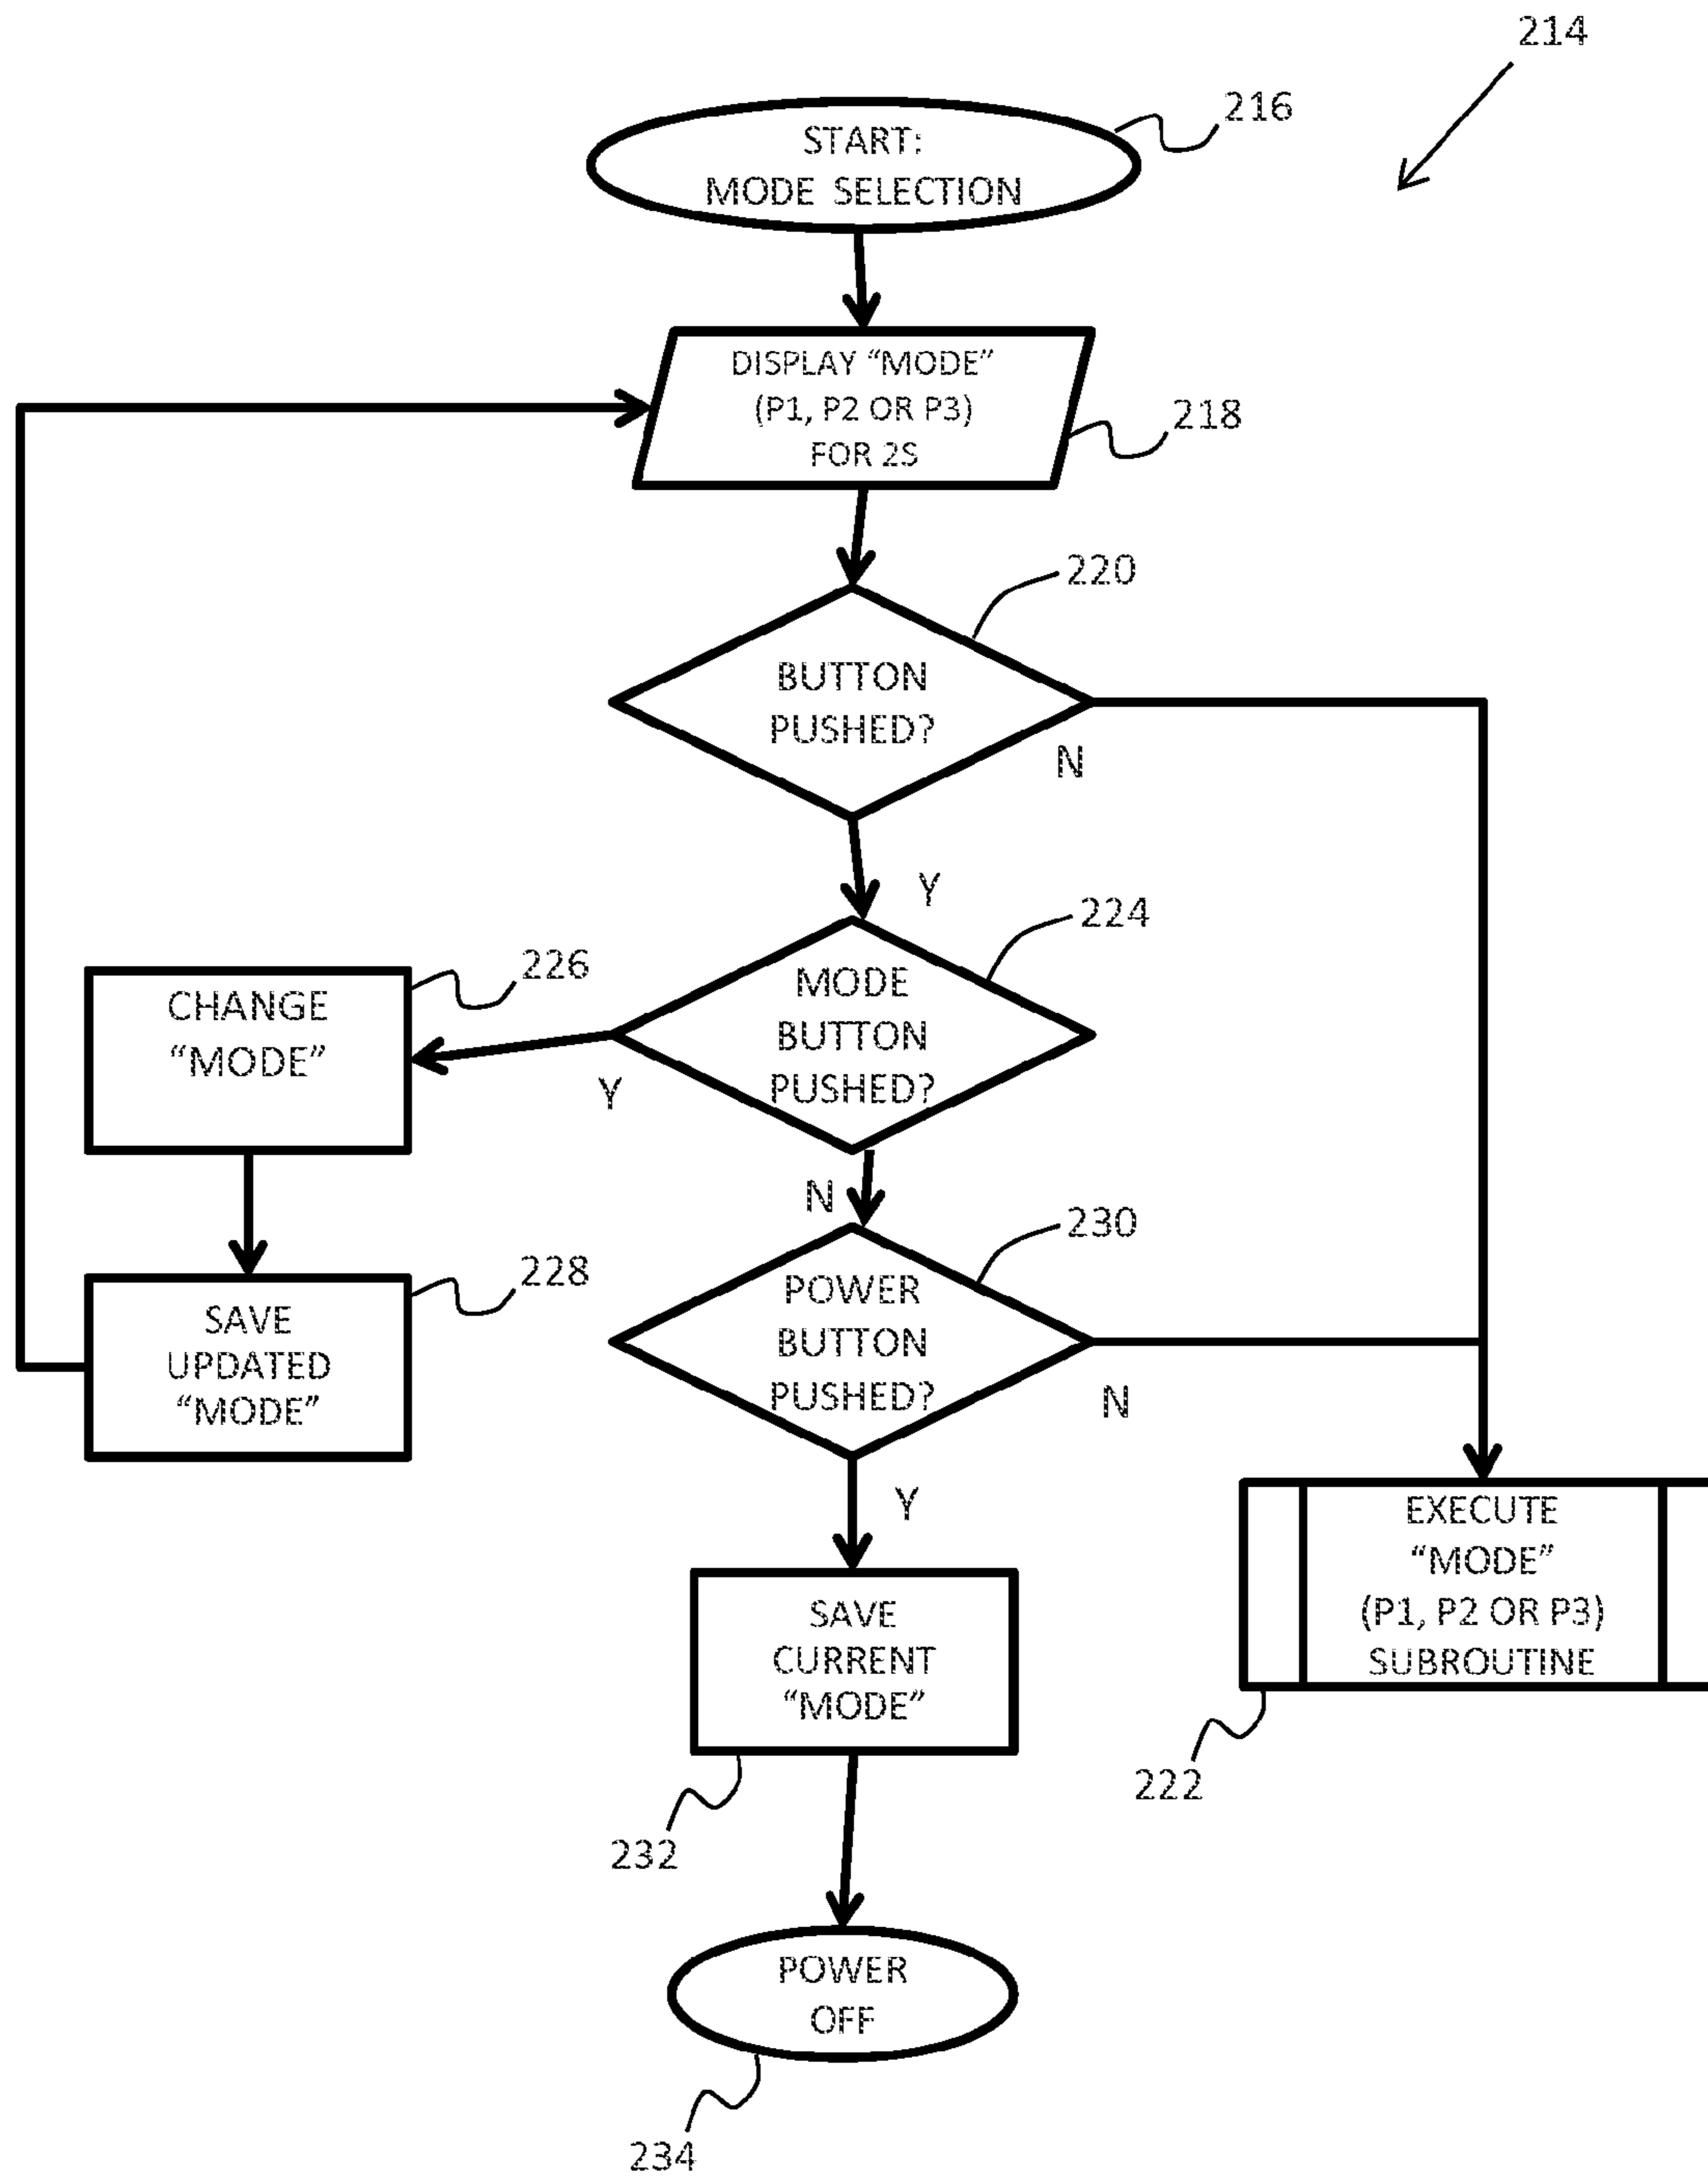 214
216
START:
MODE SELECTION
DISPLAY “MODE”
(P1, P2 OR P3)
FOR 2S
218
220
BUTTON
PUSHED?
N
Y
224
MODE
BUTTON
PUSHED?
226
CHANGE
“MODE”
Y
N
230
228
SAVE
UPDATED
“MODE”
POWER
BUTTON
PUSHED?
N
Y
EXECUTE
“MODE”
(P1, P2 OR P3)
SUBROUTINE
222
SAVE
CURRENT
“MODE”
232
POWER
OFF
234